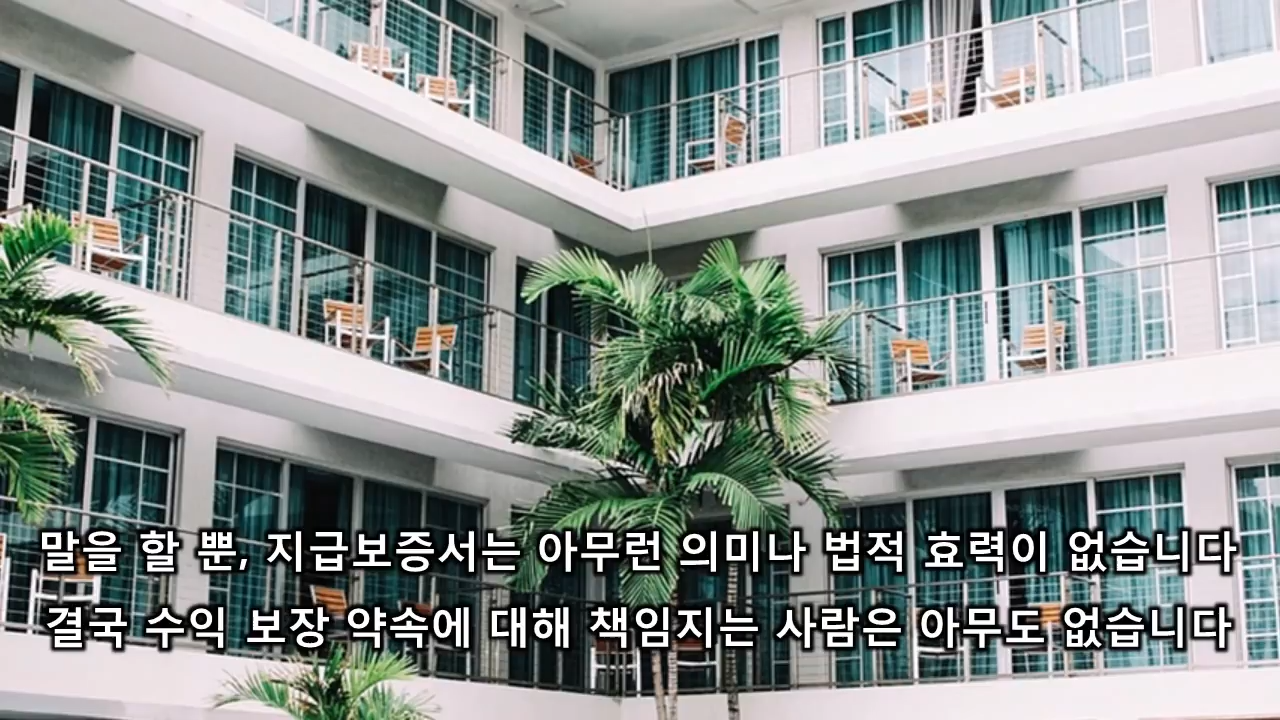 말을 할 뿐, 지급보증서는 아무런 의미나 법적 효력이 없습니다
결국 수익 보장 약속에 대해 책임지는 사람은 아무도 없습니다